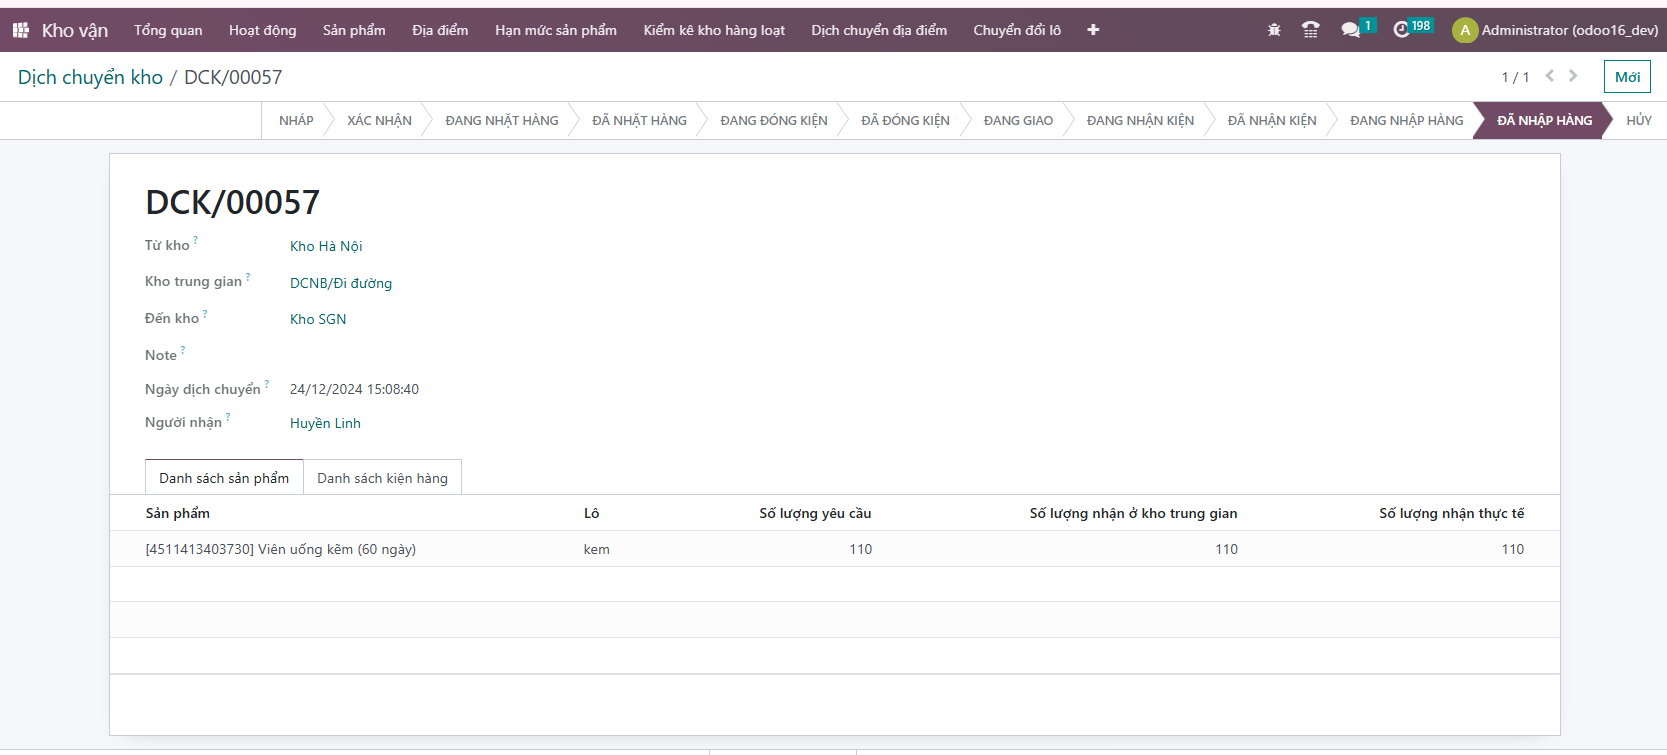 Kho vận Tổng quan Hoạt động Sản phẩm Địa điểm Hạn mức sản phẩm Kiểm kê kho hàng loạt Dịch chuyển địa điểm Chuyển đổi lô 1 198 A Administrator (odoo16_dev)
Dịch chuyển kho / DCK/00057 1 / 1 Mới
NHÁP XÁC NHẬN ĐANG NHẶT HÀNG ĐÃ NHẶT HÀNG ĐANG ĐÓNG KIỆN ĐÃ ĐÓNG KIỆN ĐANG GIAO ĐANG NHẬN KIỆN ĐÃ NHẬN KIỆN ĐANG NHẬP HÀNG ĐÃ NHẬP HÀNG HỦY
DCK/00057
Từ kho ? Kho Hà Nội
Kho trung gian ? DCNB/Đi đường
Đến kho ? Kho SGN
Note ?
Ngày dịch chuyển ? 24/12/2024 15:08:40
Người nhận ? Huyền Linh
Danh sách sản phẩm Danh sách kiện hàng
Sản phẩm Lô Số lượng yêu cầu Số lượng nhận ở kho trung gian Số lượng nhận thực tế
[4511413403730] Viên uống kẽm (60 ngày) kem 110 110 110